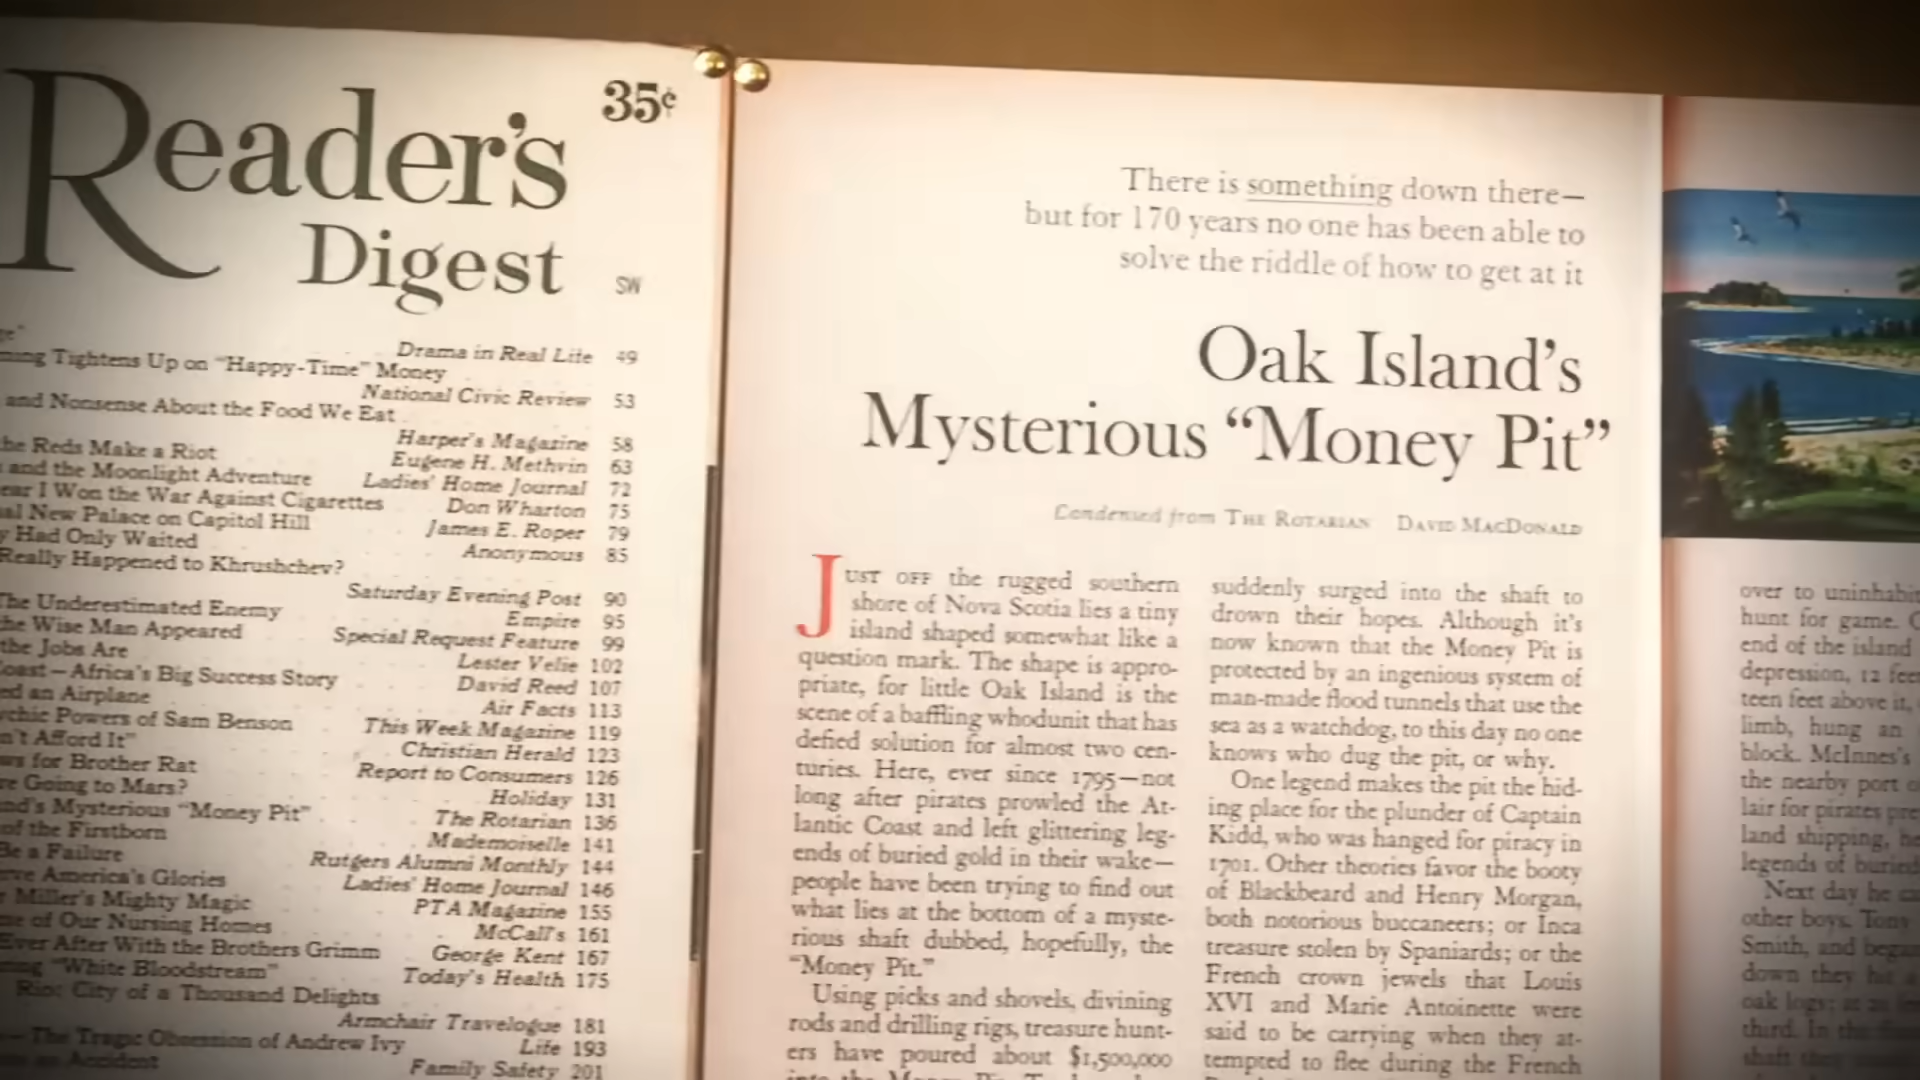 Reader's
35¢
Digest
SW
Drama in Real Life 49
Tightens Up on "Happy-Time" Money
National Civic Review 53
and Nonsense About the Food We Eat
Harper's Magazine 58
the Reds Make a Riot Eugene H. Methvin 63
and the Moonlight Adventure Ladies' Home Journal 72
I Won the War Against Cigarettes Don Wharton 75
New Palace on Capitol Hill James E. Roper 79
Had Only Waited Anonymous 85
Really Happened to Khrushchev?
Saturday Evening Post 90
The Underestimated Enemy Empire 95
the Wise Man Appeared Special Request Feature 99
the Jobs Are Lester Velie 102
Coast—Africa's Big Success Story David Reed 107
an Airplane Air Facts 113
Powers of Sam Benson This Week Magazine 119
Afford It" Christian Herald 123
for Brother Rat Report to Consumers 126
Going to Mars? Holiday 131
Mysterious "Money Pit" The Rotarian 136
of the Firstborn Mademoiselle 141
Be a Failure Rutgers Alumni Monthly 144
America's Glories Ladies' Home Journal 146
Miller's Mighty Magic PTA Magazine 155
of Our Nursing Homes McCall's 161
Ever After With the Brothers Grimm George Kent 167
"White Bloodstream" Today's Health 175
City of a Thousand Delights
Armchair Travelogue 181
— The Tragic Obsession of Andrew Ivy Life 193
an Accident Family Safety 201
There is something down there—
but for 170 years no one has been able to
solve the riddle of how to get at it
Oak Island's
Mysterious "Money Pit"
Condensed from THE ROTARIAN DAVID MACDONALD
JUST OFF the rugged southern
shore of Nova Scotia lies a tiny
island shaped somewhat like a
question mark. The shape is appro-
priate, for little Oak Island is the
scene of a baffling whodunit that has
defied solution for almost two cen-
turies. Here, ever since 1795—not
long after pirates prowled the At-
lantic Coast and left glittering leg-
ends of buried gold in their wake—
people have been trying to find out
what lies at the bottom of a myste-
rious shaft dubbed, hopefully, the
"Money Pit."
Using picks and shovels, divining
rods and drilling rigs, treasure hunt-
ers have poured about $1,500,000
suddenly surged into the shaft to
drown their hopes. Although it's
now known that the Money Pit is
protected by an ingenious system of
man-made flood tunnels that use the
sea as a watchdog, to this day no one
knows who dug the pit, or why.
One legend makes the pit the hid-
ing place for the plunder of Captain
Kidd, who was hanged for piracy in
1701. Other theories favor the booty
of Blackbeard and Henry Morgan,
both notorious buccaneers; or Inca
treasure stolen by Spaniards; or the
French crown jewels that Louis
XVI and Marie Antoinette were
said to be carrying when they at-
tempted to flee during the French
over to
hunt for game.
end of the island
depression, 12
teen feet above it,
limb, hung an
block. McInnes's
the nearby port
lair for pirates
land shipping,
legends of
Next day he
other boys, Tony
Smith, and
down they hit a
oak logs;
third. In the
shaft they